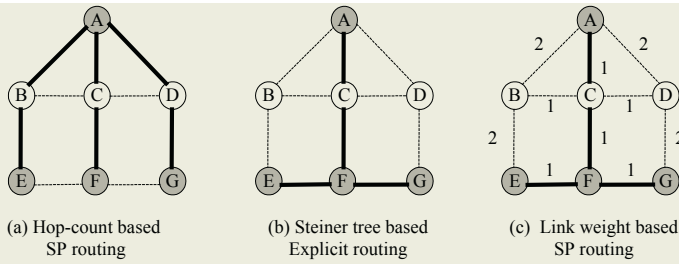 A
B
C
D
E
F
G
(a) Hop-count based
SP routing
A
B
C
D
E
F
G
(b) Steiner tree based
Explicit routing
A
2
2
1
B
C
D
1
1
2
1
2
1
1
E
F
G
(c) Link weight based
SP routing